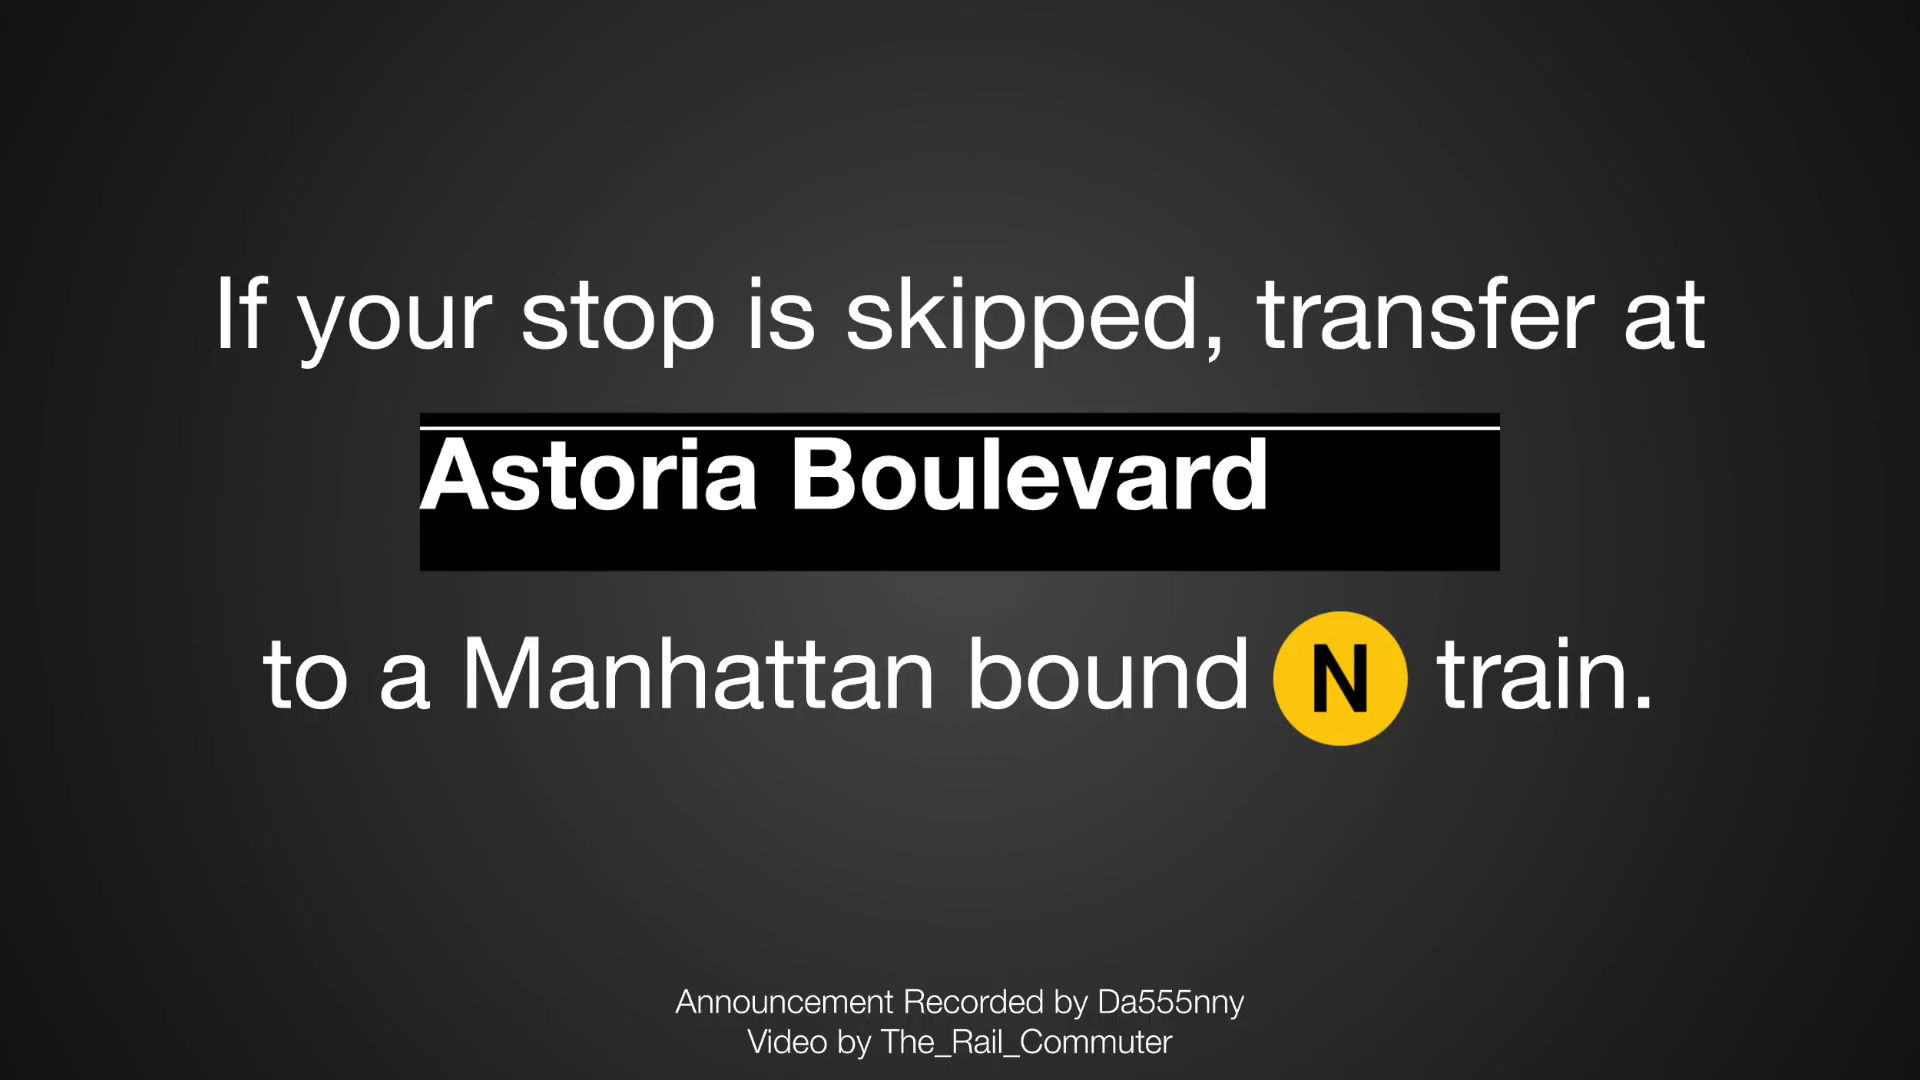 If your stop is skipped, transfer at
Astoria Boulevard
to a Manhattan bound N train.
Announcement Recorded by Da555nny
Video by The_Rail_Commuter